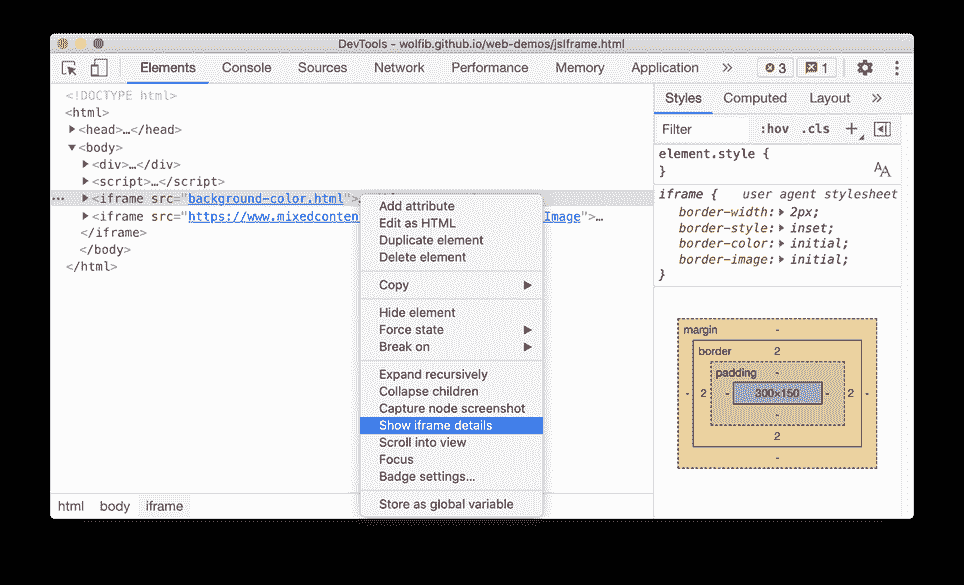 DevTools - wolfib.github.io/web-demos/jsIframe.html
Elements Console Sources Network Performance Memory Application » 3 1
<!DOCTYPE html>
<html>
<head>…</head>
<body>
<div>…</div>
<script>…</script>
<iframe src="background-color.html">
<iframe src="https://www.mixedconten Image">…
</iframe>
</body>
</html>
html body iframe
Add attribute
Edit as HTML
Duplicate element
Delete element
Copy
Hide element
Force state
Break on
Expand recursively
Collapse children
Capture node screenshot
Show iframe details
Scroll into view
Focus
Badge settings...
Store as global variable
Styles Computed Layout »
Filter :hov .cls +
element.style {
}
AA
iframe { user agent stylesheet
border-width: 2px;
border-style: inset;
border-color: initial;
border-image: initial;
}
margin -
border 2
padding -
- 2 - 300×150 - 2 -
-
2
-